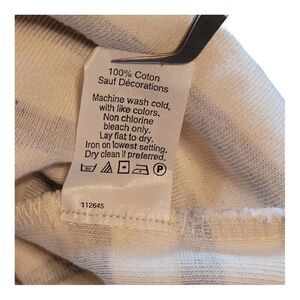 100% Coton
Sauf Décorations
Machine wash cold,
with like colors.
Non chlorine
bleach only.
Lay flat to dry.
Iron on lowest setting.
Dry clean if preferred.
P
112645